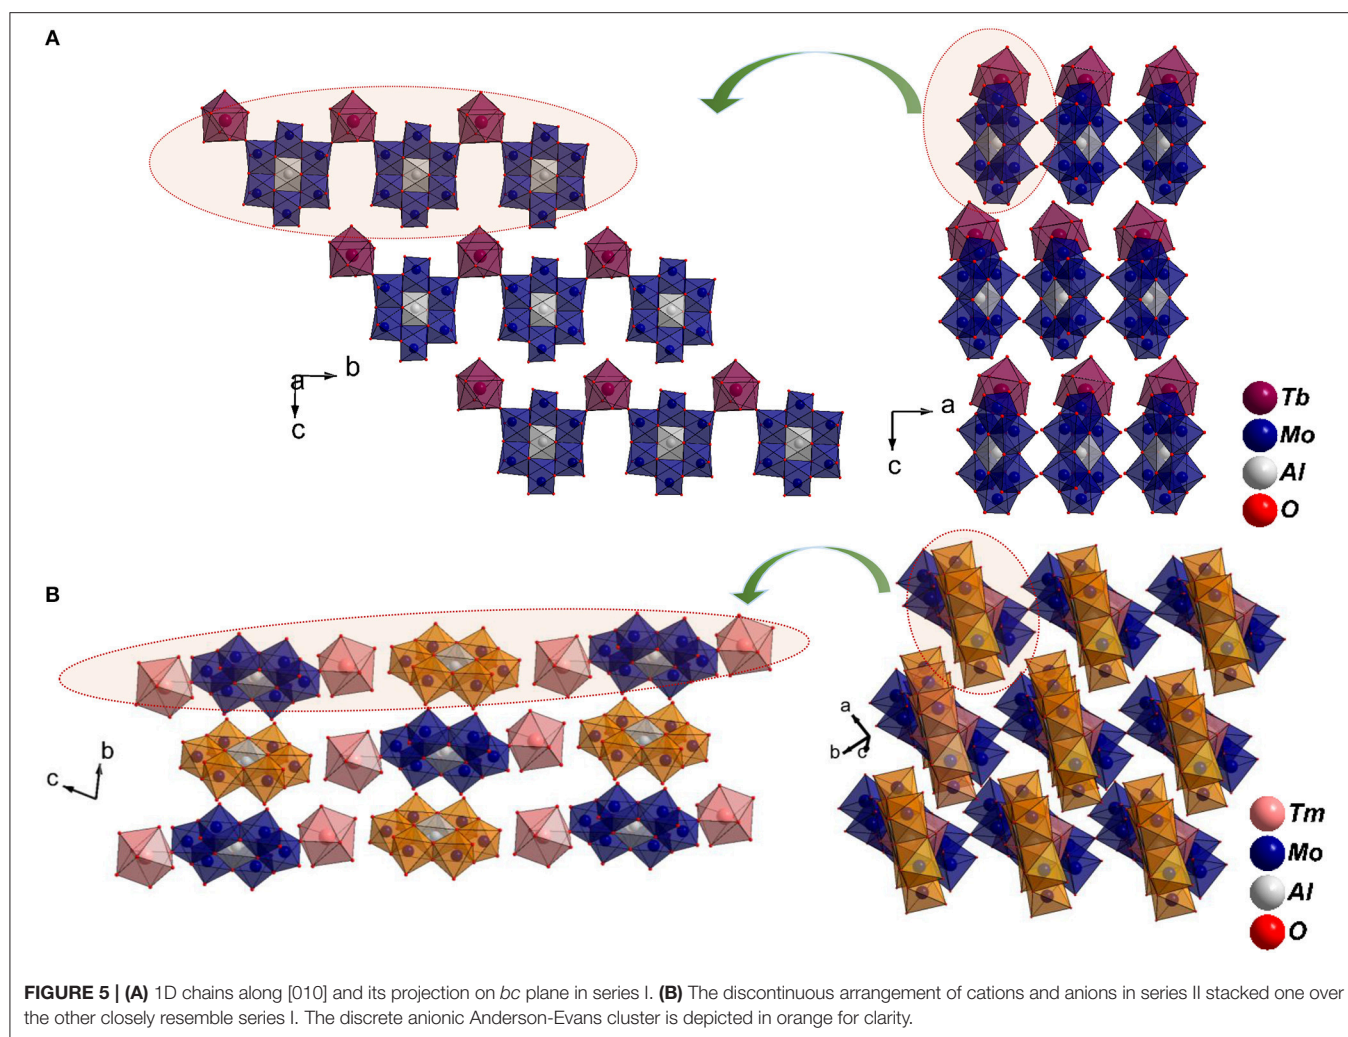 A
a b
c
a
c
Tb
Mo
Al
O
B
b
c
a
b c
Tm
Mo
Al
O
FIGURE 5 | (A) 1D chains along [010] and its projection on bc plane in series I. (B) The discontinuous arrangement of cations and anions in series II stacked one over
the other closely resemble series I. The discrete anionic Anderson-Evans cluster is depicted in orange for clarity.